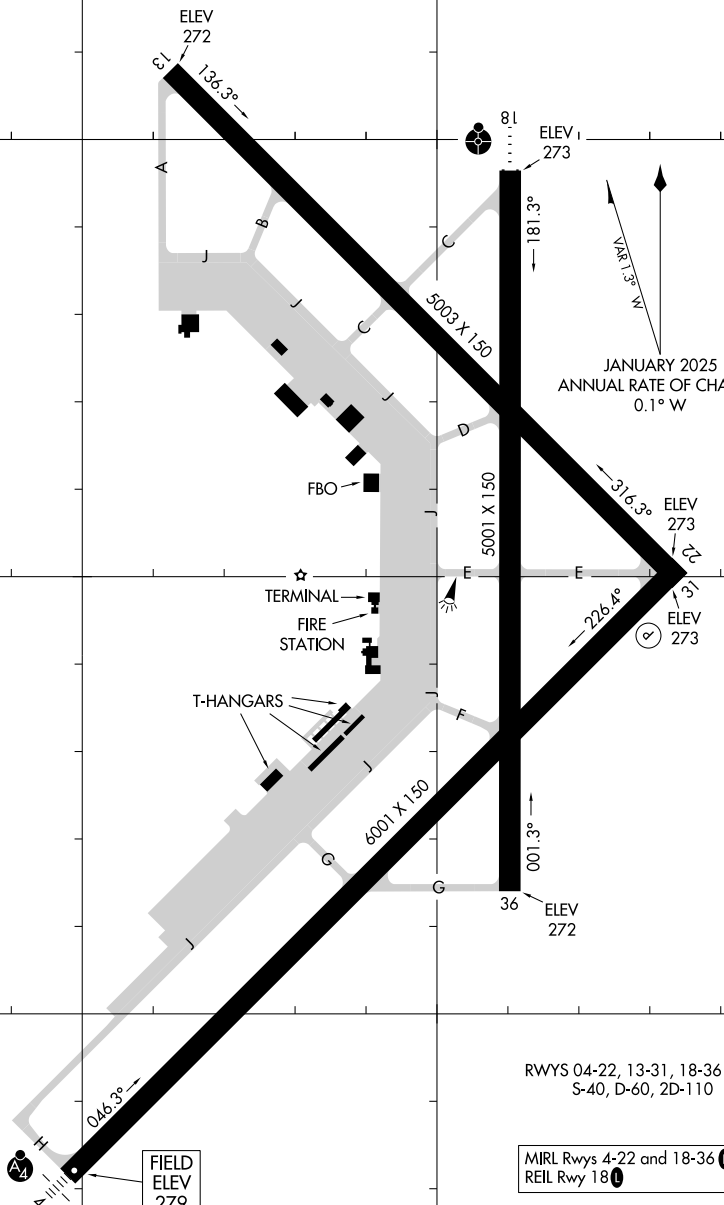 ELEV
272
13
136.3°
18
ELEV
273
A
181.3°
C
B
J
VAR 1.3° W
J
5003 X 150
C
JANUARY 2025
ANNUAL RATE OF CHA
0.1° W
J
D
316.3°
FBO
5001 X 150
J
ELEV
273
22
E
E
TERMINAL
31
226.4°
ELEV
273
P
FIRE
STATION
T-HANGARS
J
F
J
6001 X 150
001.3°
G
G
36
ELEV
272
J
RWYS 04-22, 13-31, 18-36
S-40, D-60, 2D-110
046.3°
H
A4
4
FIELD
ELEV
279
MIRL Rwys 4-22 and 18-36
REIL Rwy 18 L